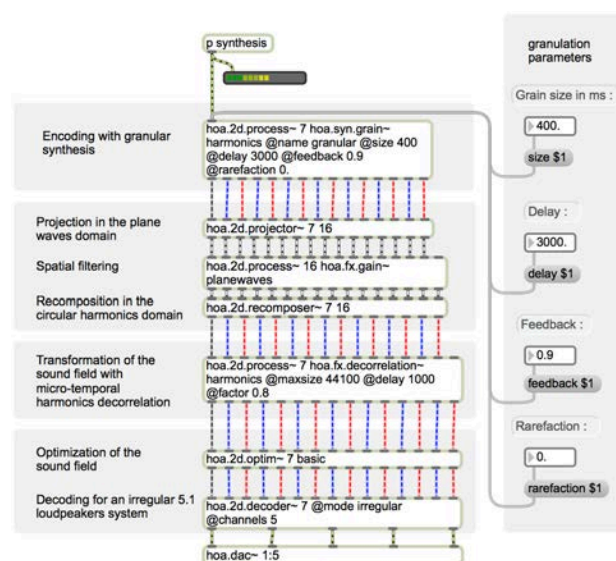 p synthesis
Encoding with granular
synthesis
hoa.2d.process~ 7 hoa.syn.grain~
harmonics @name granular @size 400
@delay 3000 @feedback 0.9
@rarefaction 0.
Projection in the plane
waves domain
hoa.2d.projector~ 7 16
Spatial filtering
hoa.2d.process~ 16 hoa.fx.gain~
planewaves
Recomposition in the
circular harmonics domain
hoa.2d.recomposer~ 7 16
Transformation of the
sound field with
micro-temporal
harmonics decorrelation
hoa.2d.process~ 7 hoa.fx.decorrelation~
harmonics @maxsize 44100 @delay 1000
@factor 0.8
Optimization of the
sound field
hoa.2d.optim~ 7 basic
Decoding for an irregular 5.1
loudpeakers system
hoa.2d.decoder~ 7 @mode irregular
@channels 5
hoa.dac~ 1:5
granulation
parameters
Grain size in ms :
400.
size $1
Delay :
3000.
delay $1
Feedback :
0.9
feedback $1
Rarefaction :
0.
rarefaction $1